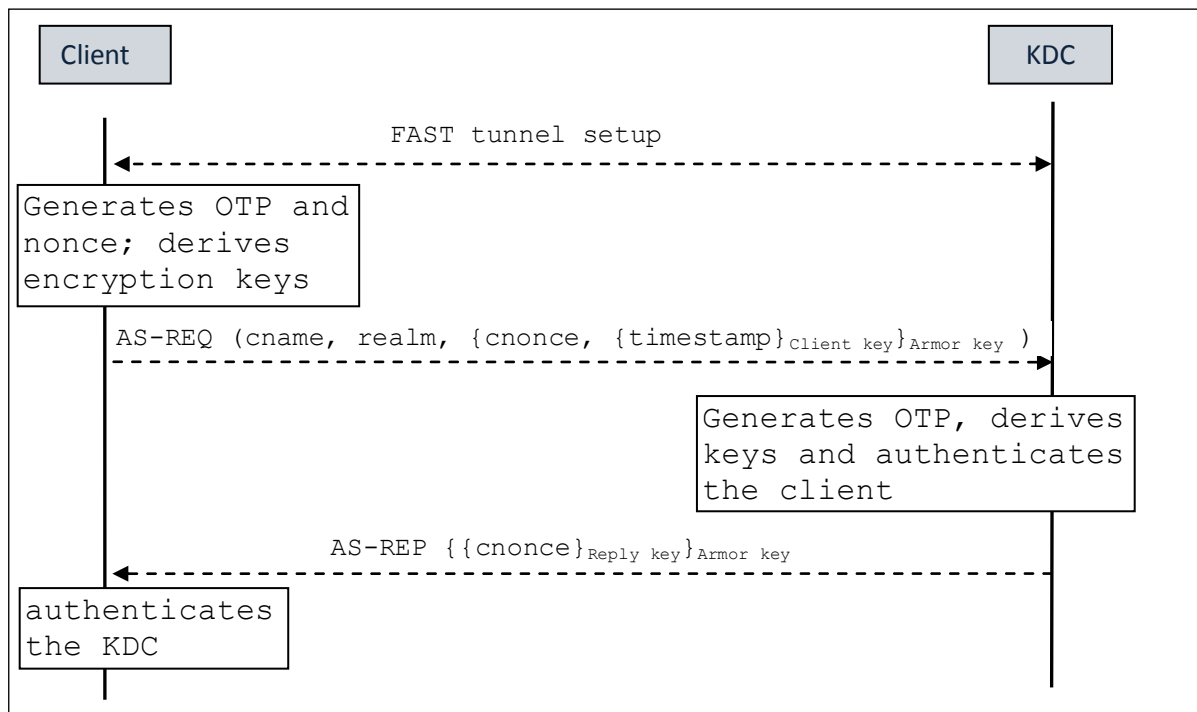 Client
KDC
FAST tunnel setup
Generates OTP and
nonce; derives
encryption keys
AS-REQ (cname, realm, {cnonce, {timestamp}Client key}Armor key )
Generates OTP, derives
keys and authenticates
the client
AS-REP {{cnonce}Reply key}Armor key
authenticates
the KDC